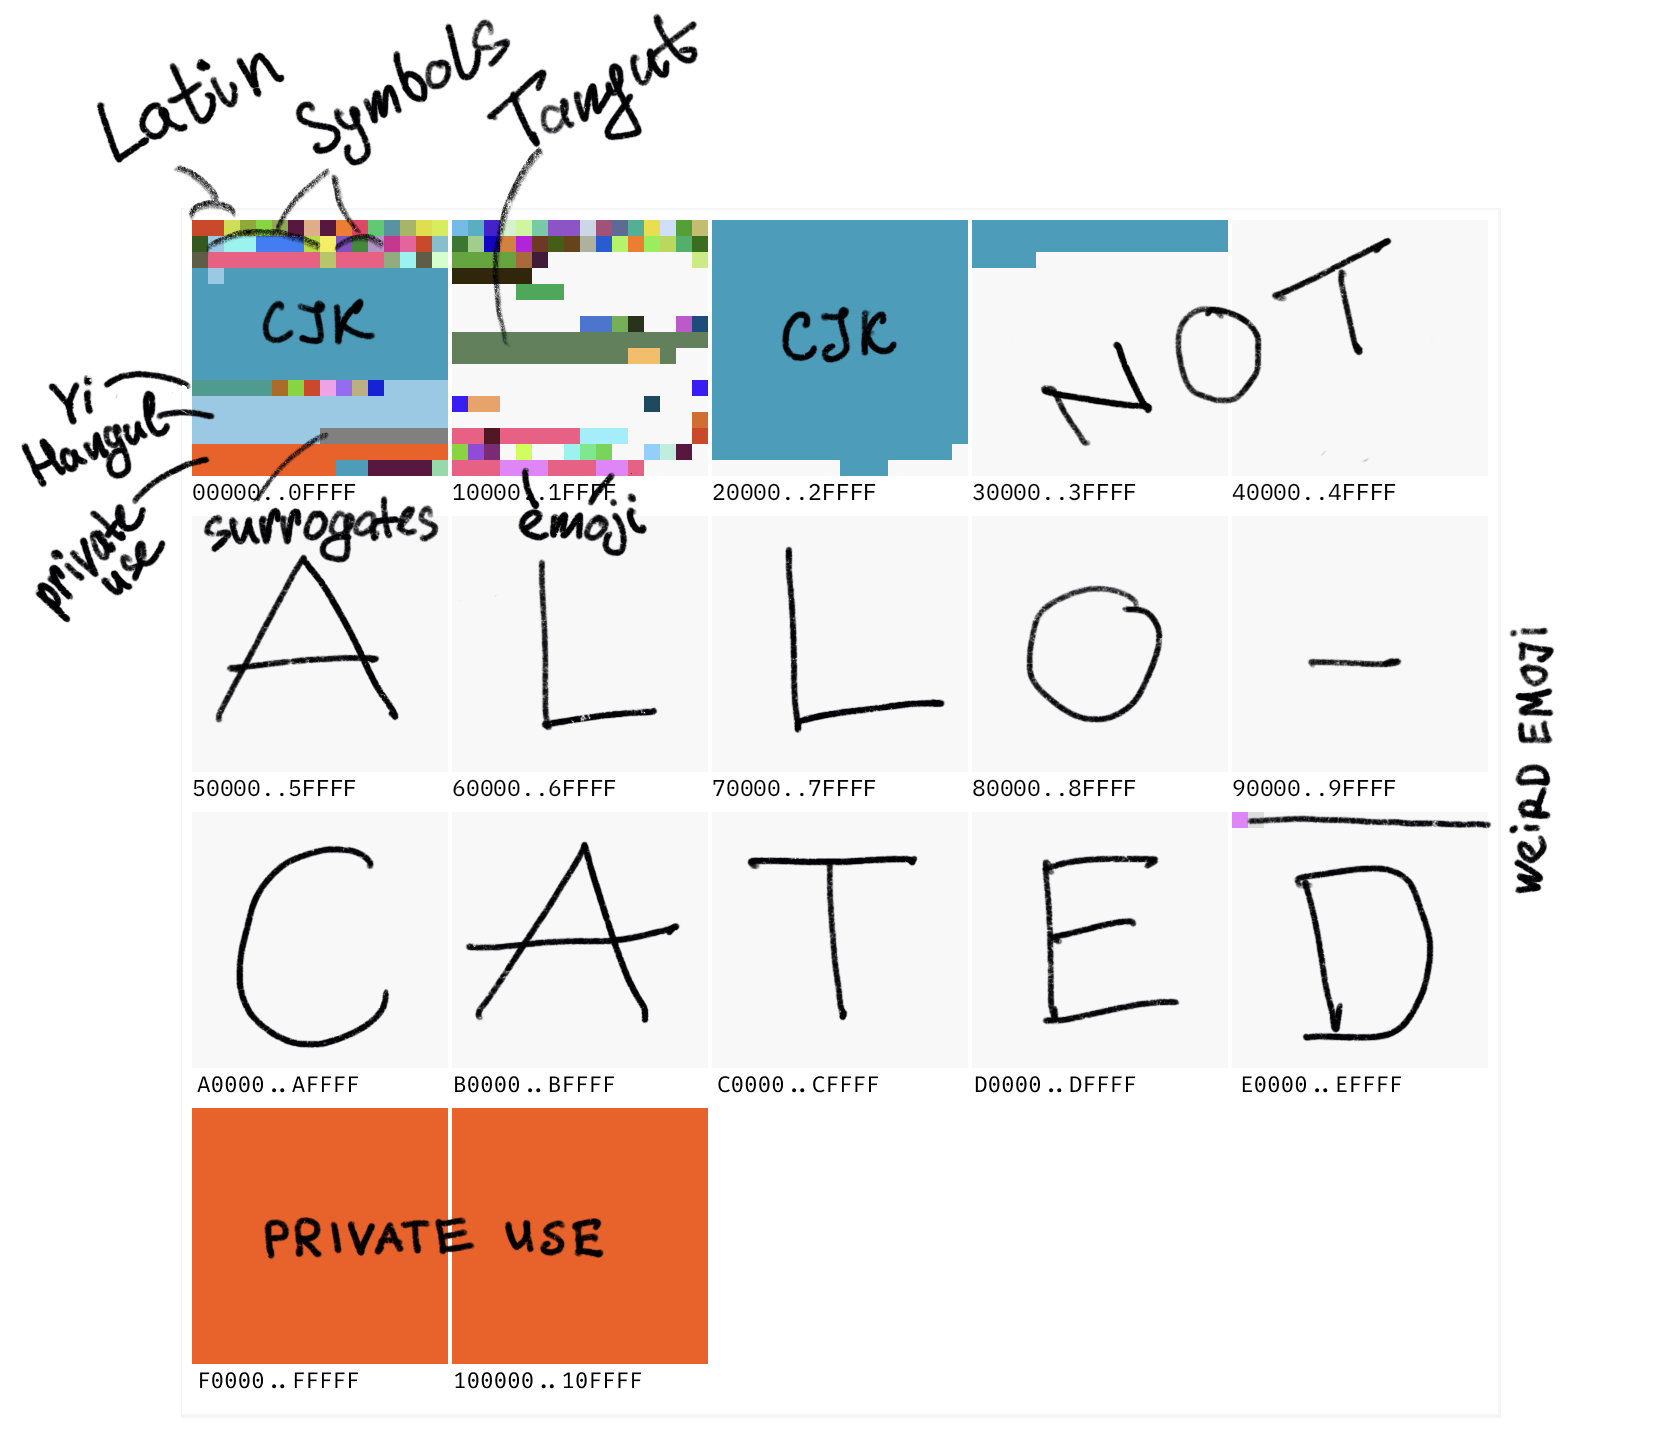 Latin
Symbols
Tangut
CJK
CJK
NOT
Yi
Hangul
private
use
00000..0FFFF
10000..1FFFF
20000..2FFFF
30000..3FFFF
40000..4FFFF
surrogates
emoji
ALLO-
50000..5FFFF
60000..6FFFF
70000..7FFFF
80000..8FFFF
90000..9FFFF
WEIRD EMOJI
CATED
A0000..AFFFF
B0000..BFFFF
C0000..CFFFF
D0000..DFFFF
E0000..EFFFF
PRIVATE USE
F0000..FFFFF
100000..10FFFF